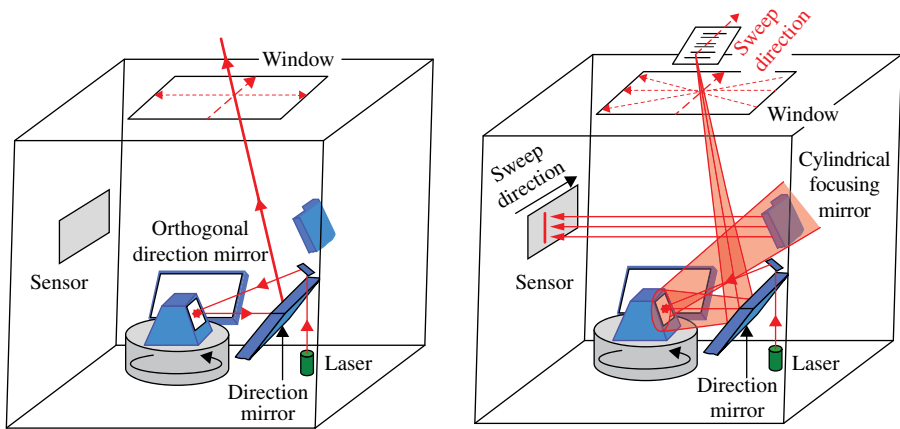 Window
Orthogonal
direction mirror
Sensor
Laser
Direction
mirror
Sweep
direction
Window
Sweep
direction
Cylindrical
focusing
mirror
Sensor
Laser
Direction
mirror